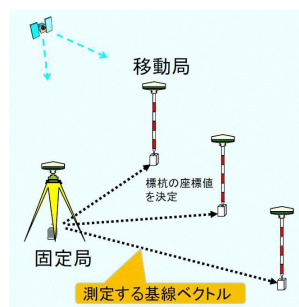 移動局
標杭の座標値
を決定
固定局
測定する基線ベクトル